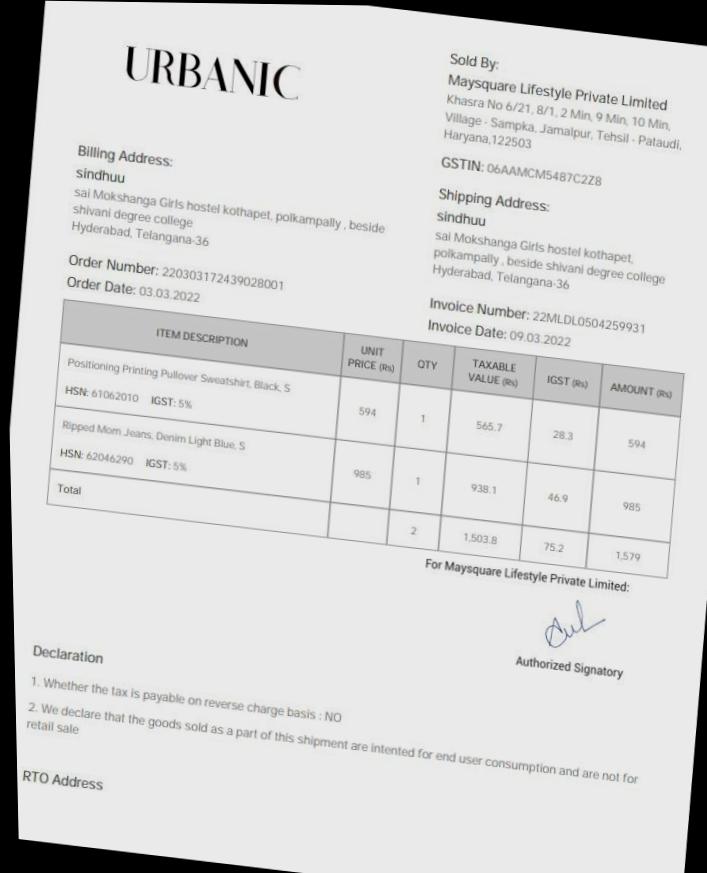 URBANIC
Sold By:
Maysquare Lifestyle Private Limited
Khasra No 6/21, 8/1, 2 Min, 9 Min, 10 Min,
Village - Sampka, Jamalpur, Tehsil - Pataudi,
Haryana,122503
GSTIN: 06AAMCM5487C2Z8
Billing Address:
sindhuu
sai Mokshanga Girls hostel kothapet, polkampally , beside
shivani degree college
Hyderabad, Telangana-36
Shipping Address:
sindhuu
sai Mokshanga Girls hostel kothapet,
polkampally , beside shivani degree college
Hyderabad, Telangana-36
Order Number: 220303172439028001
Order Date: 03.03.2022
Invoice Number: 22MLDL0504259931
Invoice Date: 09.03.2022
ITEM DESCRIPTION UNIT PRICE (Rs) QTY TAXABLE VALUE (Rs) IGST (Rs) AMOUNT (Rs)
Positioning Printing Pullover Sweatshirt, Black, S
HSN: 61062010 IGST: 5% 594 1 565.7 28.3 594
Ripped Mom Jeans, Denim Light Blue, S
HSN: 62046290 IGST: 5% 985 1 938.1 46.9 985
Total 2 1,503.8 75.2 1,579
For Maysquare Lifestyle Private Limited:
Authorized Signatory
Declaration
1. Whether the tax is payable on reverse charge basis : NO
2. We declare that the goods sold as a part of this shipment are intented for end user consumption and are not for
retail sale
RTO Address